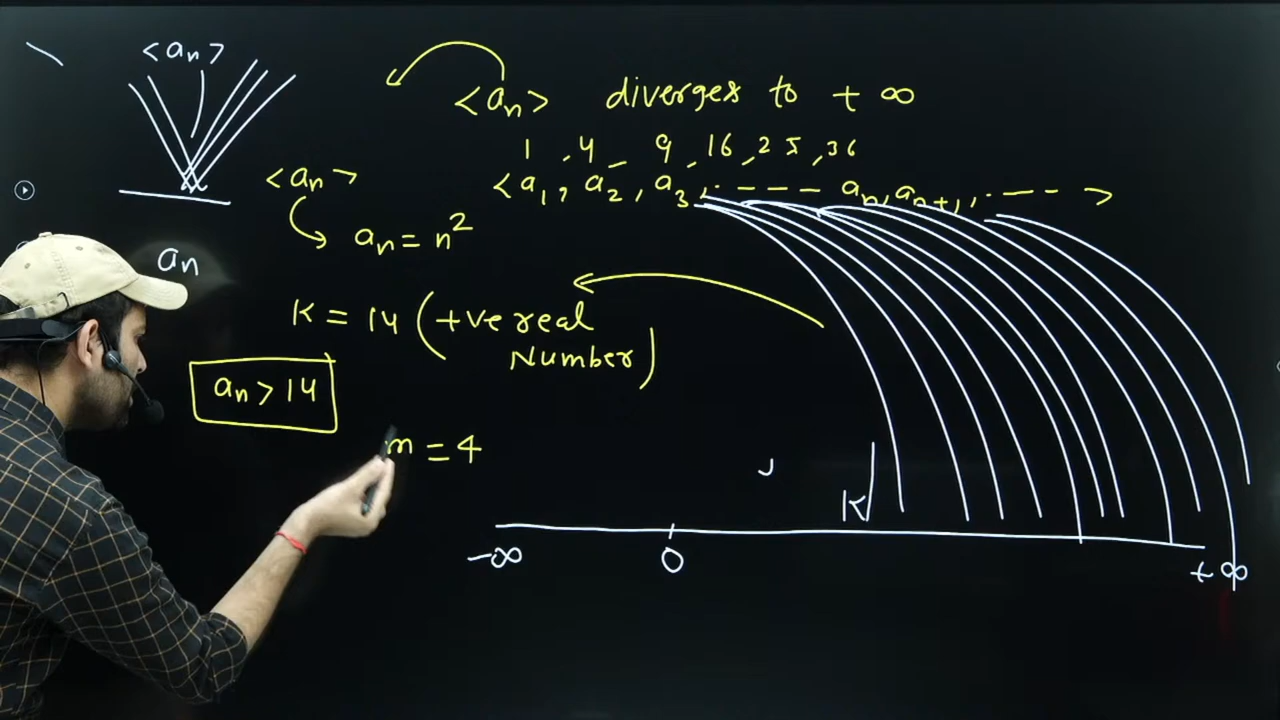 <aₙ>
<aₙ> diverges to + ∞
1 , 4 , 9 , 16 , 25 , 36
<aₙ> <a₁, a₂, a₃, ---- aₙ, aₙ₊₁, ---- >
aₙ = n²
aₙ
K = 14 (+ve real Number)
aₙ > 14
m = 4
K
-∞ 0 + ∞